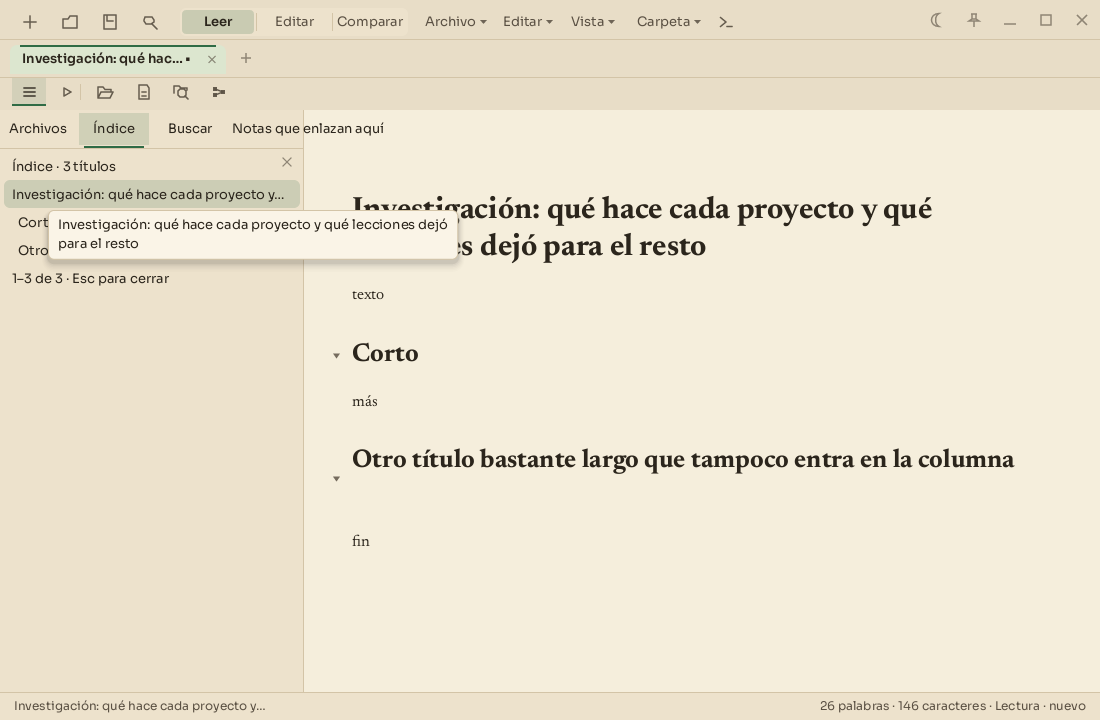 Leer Editar Comparar Archivo Editar Vista Carpeta
Investigación: qué hac...
Archivos Índice Buscar Notas que enlazan aquí
Índice · 3 títulos
Investigación: qué hace cada proyecto y...
Cort
Otro
Investigación: qué hace cada proyecto y qué lecciones dejó
para el resto
1–3 de 3 · Esc para cerrar
Investigación: qué hace cada proyecto y qué
es dejó para el resto
texto
Corto
más
Otro título bastante largo que tampoco entra en la columna
fin
Investigación: qué hace cada proyecto y...
26 palabras · 146 caracteres · Lectura · nuevo